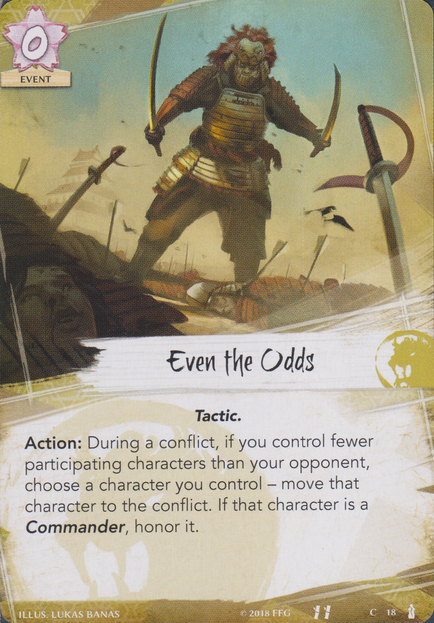 0
EVENT
Even the Odds
Tactic.
Action: During a conflict, if you control fewer
participating characters than your opponent,
choose a character you control – move that
character to the conflict. If that character is a
Commander, honor it.
ILLUS. LUKAS BANAS
© 2018 FFG
C 18